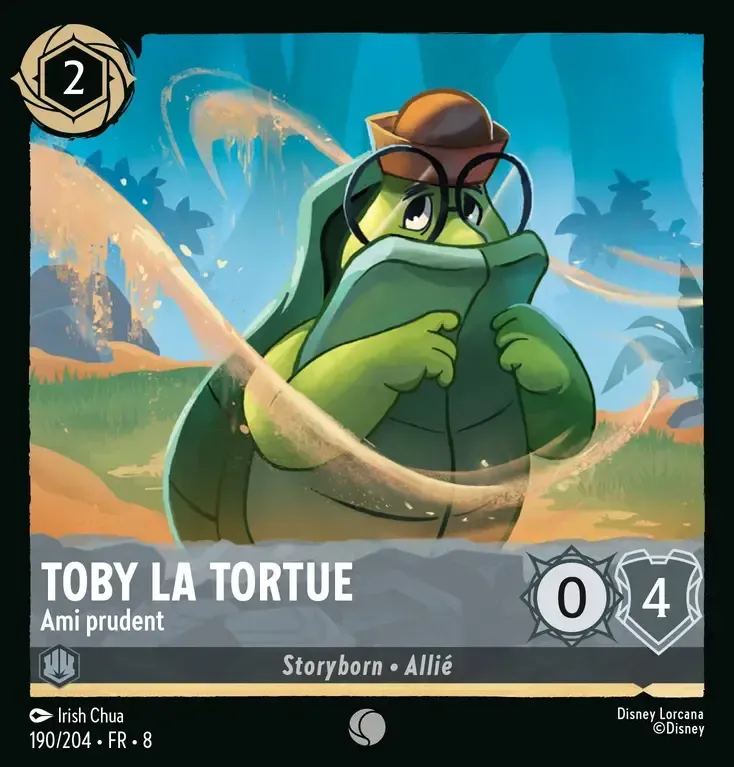 2
TOBY LA TORTUE
Ami prudent
0
4
Storyborn • Allié
Irish Chua
190/204 • FR • 8
Disney Lorcana
©Disney